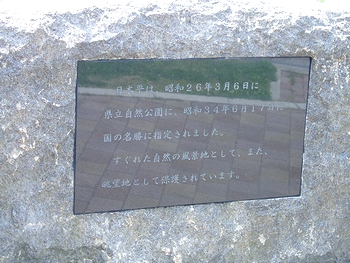 日本平は、昭和26年3月6日に
県立自然公園に、昭和34年6月17日に
国の名勝に指定されました。
すぐれた自然の風景地として、また、
眺望地として保護されています。